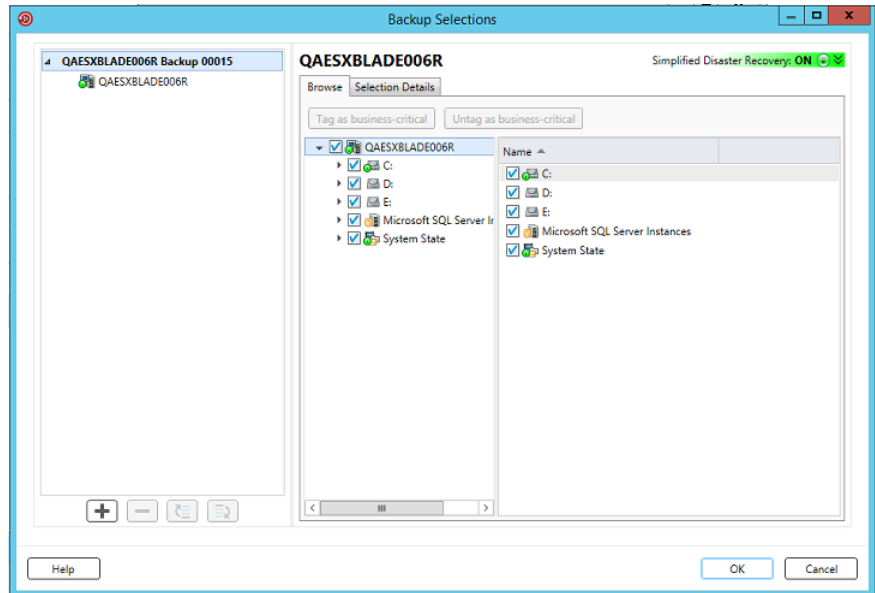 Backup Selections
QAESXBLADE006R Backup 00015
QAESXBLADE006R
QAESXBLADE006R
Simplified Disaster Recovery: ON
Browse
Selection Details
Tag as business-critical
Untag as business-critical
QAESXBLADE006R
C:
D:
E:
Microsoft SQL Server Ir
System State
Name
C:
D:
E:
Microsoft SQL Server Instances
System State
Help
OK
Cancel